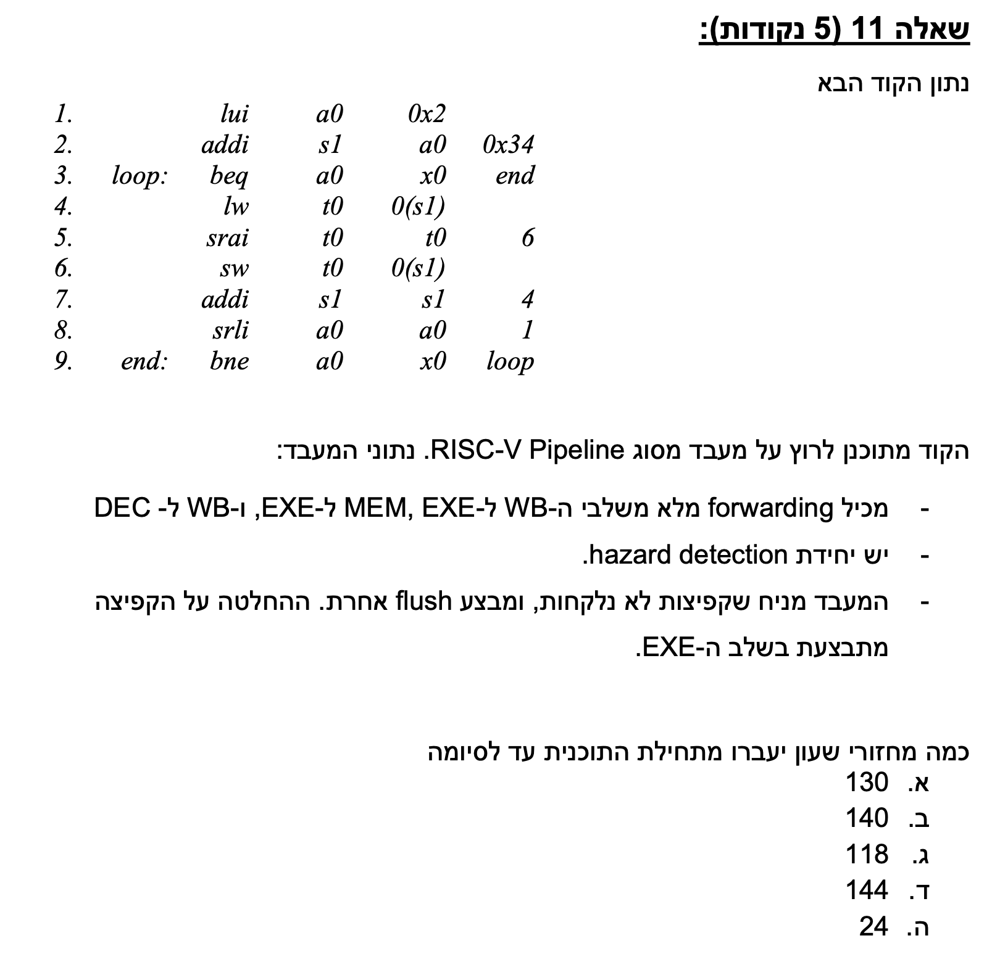 שאלה 11 (5 נקודות):
נתון הקוד הבא
1. lui a0 0x2
2. addi s1 a0 0x34
3. loop: beq a0 x0 end
4. lw t0 0(s1)
5. srai t0 t0 6
6. sw t0 0(s1)
7. addi s1 s1 4
8. srli a0 a0 1
9. end: bne a0 x0 loop
הקוד מתוכנן לרוץ על מעבד מסוג RISC-V Pipeline. נתוני המעבד:
- מכיל forwarding מלא משלבי ה-WB ל-MEM, EXE ל-EXE, ו-WB ל- DEC
- יש יחידת hazard detection.
- המעבד מניח שקפיצות לא נלקחות, ומבצע flush אחרת. ההחלטה על הקפיצה
מתבצעת בשלב ה-EXE.
כמה מחזורי שעון יעברו מתחילת התוכנית עד לסיומה
א. 130
ב. 140
ג. 118
ד. 144
ה. 24